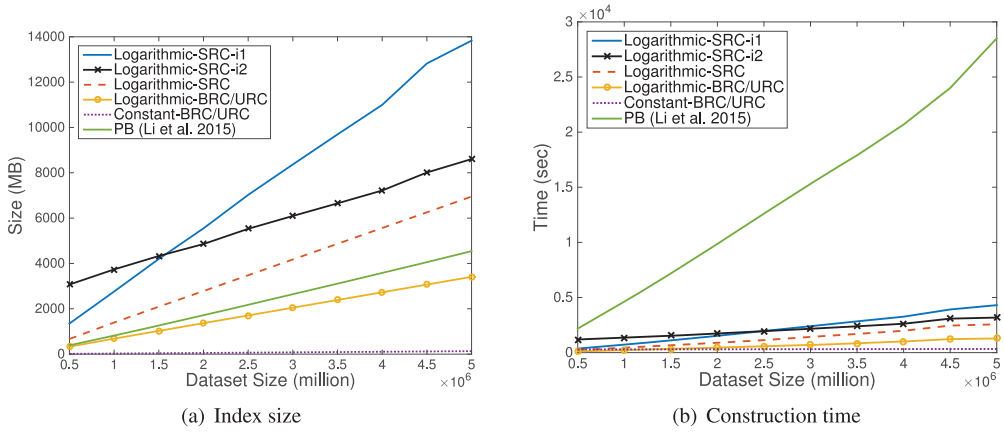 14000
12000
10000
8000
6000
4000
2000
0
Size (MB)
Logarithmic-SRC-i1
Logarithmic-SRC-i2
Logarithmic-SRC
Logarithmic-BRC/URC
Constant-BRC/URC
PB (Li et al. 2015)
0.5 1 1.5 2 2.5 3 3.5 4 4.5 5
Dataset Size (million)
×10^6
(a) Index size
×10^4
3
2.5
2
1.5
1
0.5
0
Time (sec)
Logarithmic-SRC-i1
Logarithmic-SRC-i2
Logarithmic-SRC
Logarithmic-BRC/URC
Constant-BRC/URC
PB (Li et al. 2015)
0.5 1 1.5 2 2.5 3 3.5 4 4.5 5
Dataset Size (million)
×10^6
(b) Construction time